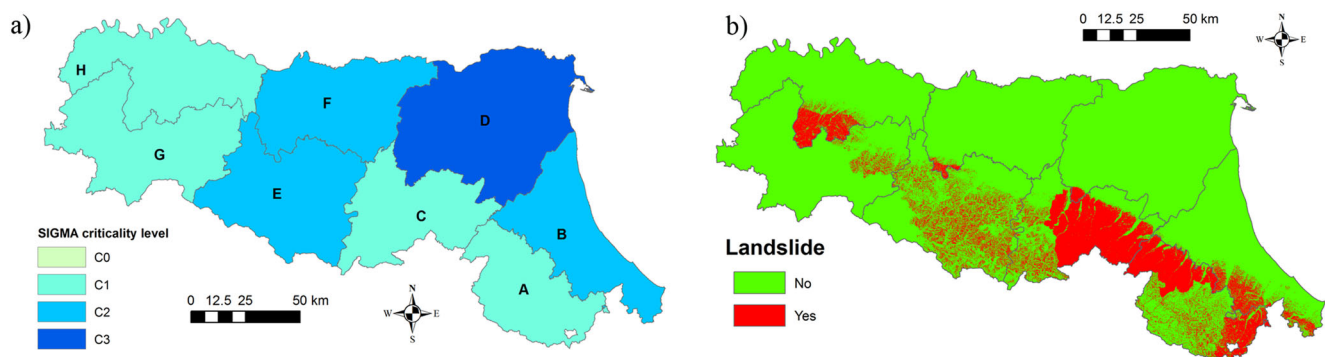 a)
H
G
F
E
D
C
B
A
SIGMA criticality level
C0
C1
C2
C3
0 12.5 25 50 km
N
W E
S
b)
0 12.5 25 50 km
N
W E
S
Landslide
No
Yes